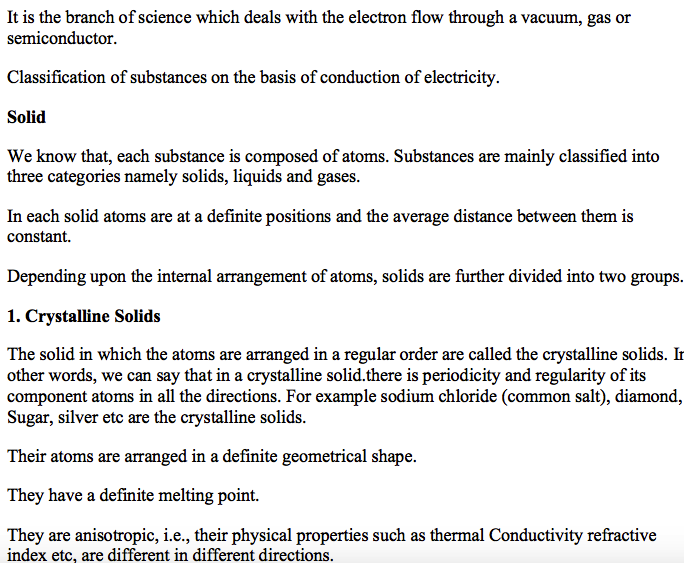 It is the branch of science which deals with the electron flow through a vacuum, gas or
semiconductor.
Classification of substances on the basis of conduction of electricity.
Solid
We know that, each substance is composed of atoms. Substances are mainly classified into
three categories namely solids, liquids and gases.
In each solid atoms are at a definite positions and the average distance between them is
constant.
Depending upon the internal arrangement of atoms, solids are further divided into two groups.
1. Crystalline Solids
The solid in which the atoms are arranged in a regular order are called the crystalline solids. In
other words, we can say that in a crystalline solid.there is periodicity and regularity of its
component atoms in all the directions. For example sodium chloride (common salt), diamond,
Sugar, silver etc are the crystalline solids.
Their atoms are arranged in a definite geometrical shape.
They have a definite melting point.
They are anisotropic, i.e., their physical properties such as thermal Conductivity refractive
index etc, are different in different directions.